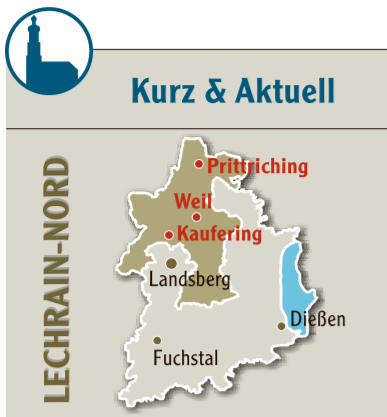 Kurz & Aktuell
LECHRAIN-NORD
Prittriching
Weil
Kaufering
Landsberg
Dießen
Fuchstal